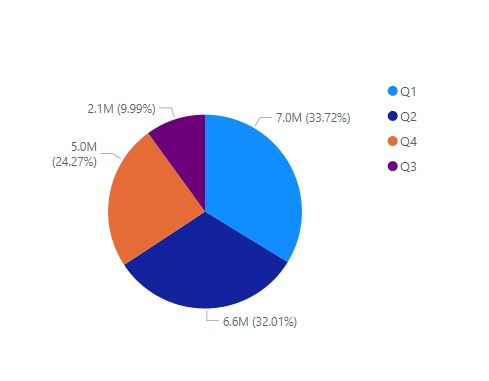 2.1M (9.99%)
7.0M (33.72%)
5.0M
(24.27%)
6.6M (32.01%)
Q1
Q2
Q4
Q3